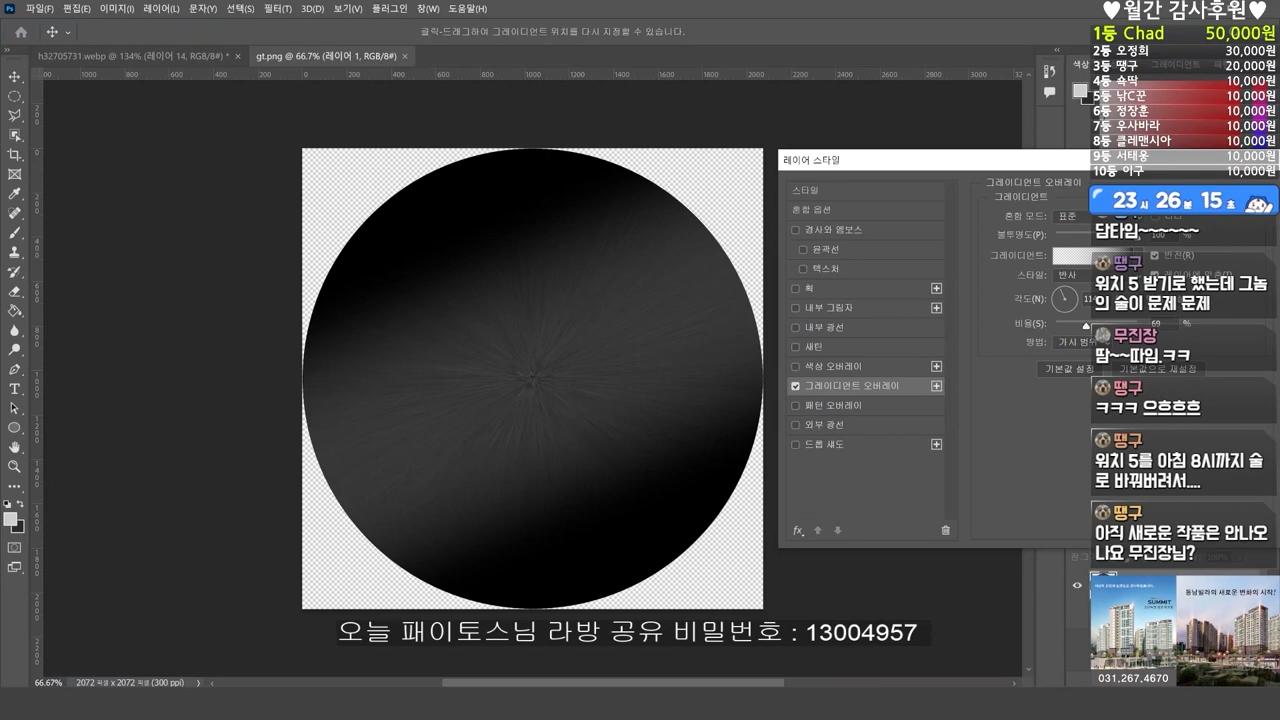 파일(F) 편집(E) 이미지(I) 레이어(L) 문자(Y) 선택(S) 필터(T) 3D(D) 보기(V) 플러그인 창(W) 도움말(H)
클릭-드래그하여 그레이디언트 위치를 다시 지정할 수 있습니다.
h32705731.webp @ 134% (레이어 14, RGB/8#) * × gt.png @ 66.7% (레이어 1, RGB/8#) ×
오늘 패이토스님 라방 공유 비밀번호 : 13004957
66.67% 2072 픽셀 x 2072 픽셀 (300 ppi)
레이어 스타일
스타일
혼합 옵션
경사와 엠보스
윤곽선
텍스처
획
내부 그림자
내부 광선
새틴
색상 오버레이
그레이디언트 오버레이
패턴 오버레이
외부 광선
드롭 섀도
fx
그레이디언트 오버레이
그레이디언트
혼합 모드: 표준
불투명도(P): 100 %
그레이디언트: 반전(R)
스타일: 반사
각도(N):
비율(S): 69 %
방법: 가시 범위
기본값 설정 기본값으로 재설정
색상
♥월간 감사후원♥
1등 Chad 50,000원
2등 오정희 30,000원
3등 땡구 20,000원
4등 쇽딱 10,000원
5등 낚C꾼 10,000원
6등 정장훈 10,000원
7등 우사바라 10,000원
8등 클레맨시아 10,000원
9등 서태웅 10,000원
10등 이구 10,000원
23시 26분 15초
담타임~~~~~~
땡구
워치 5 받기로 했는데 그놈
의 술이 문제 문제
무진장
땀~~따임.ㅋㅋ
땡구
ㅋㅋㅋ 으흐흐흐
땡구
워치 5를 아침 8시까지 술
로 바꿔버려서....
땡구
아직 새로운 작품은 안나오
나요 무진장님?
SUMMIT
동남빌라의 새로운 변화의 시작!
031.267.4670